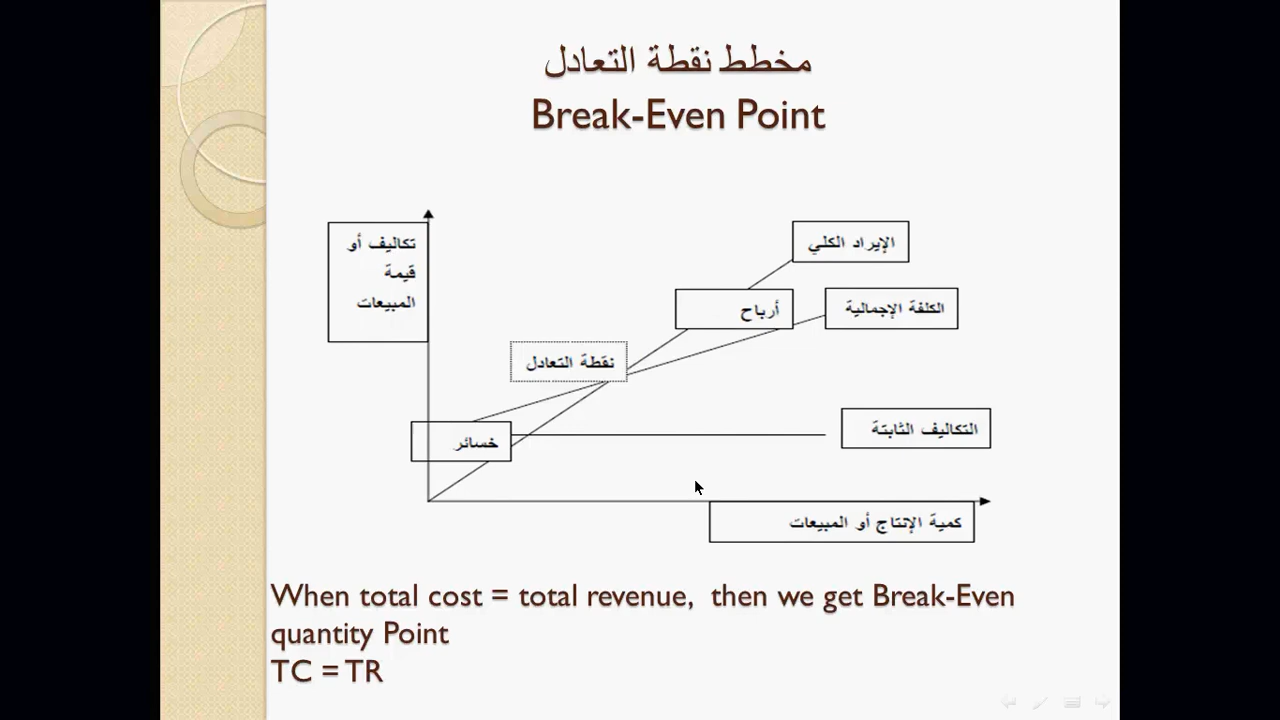 مخطط نقطة التعادل
Break-Even Point
تكاليف أو
قيمة
المبيعات
الإيراد الكلي
أرباح
الكلفة الإجمالية
نقطة التعادل
خسائر
التكاليف الثابتة
كمية الإنتاج أو المبيعات
When total cost = total revenue, then we get Break-Even
quantity Point
TC = TR